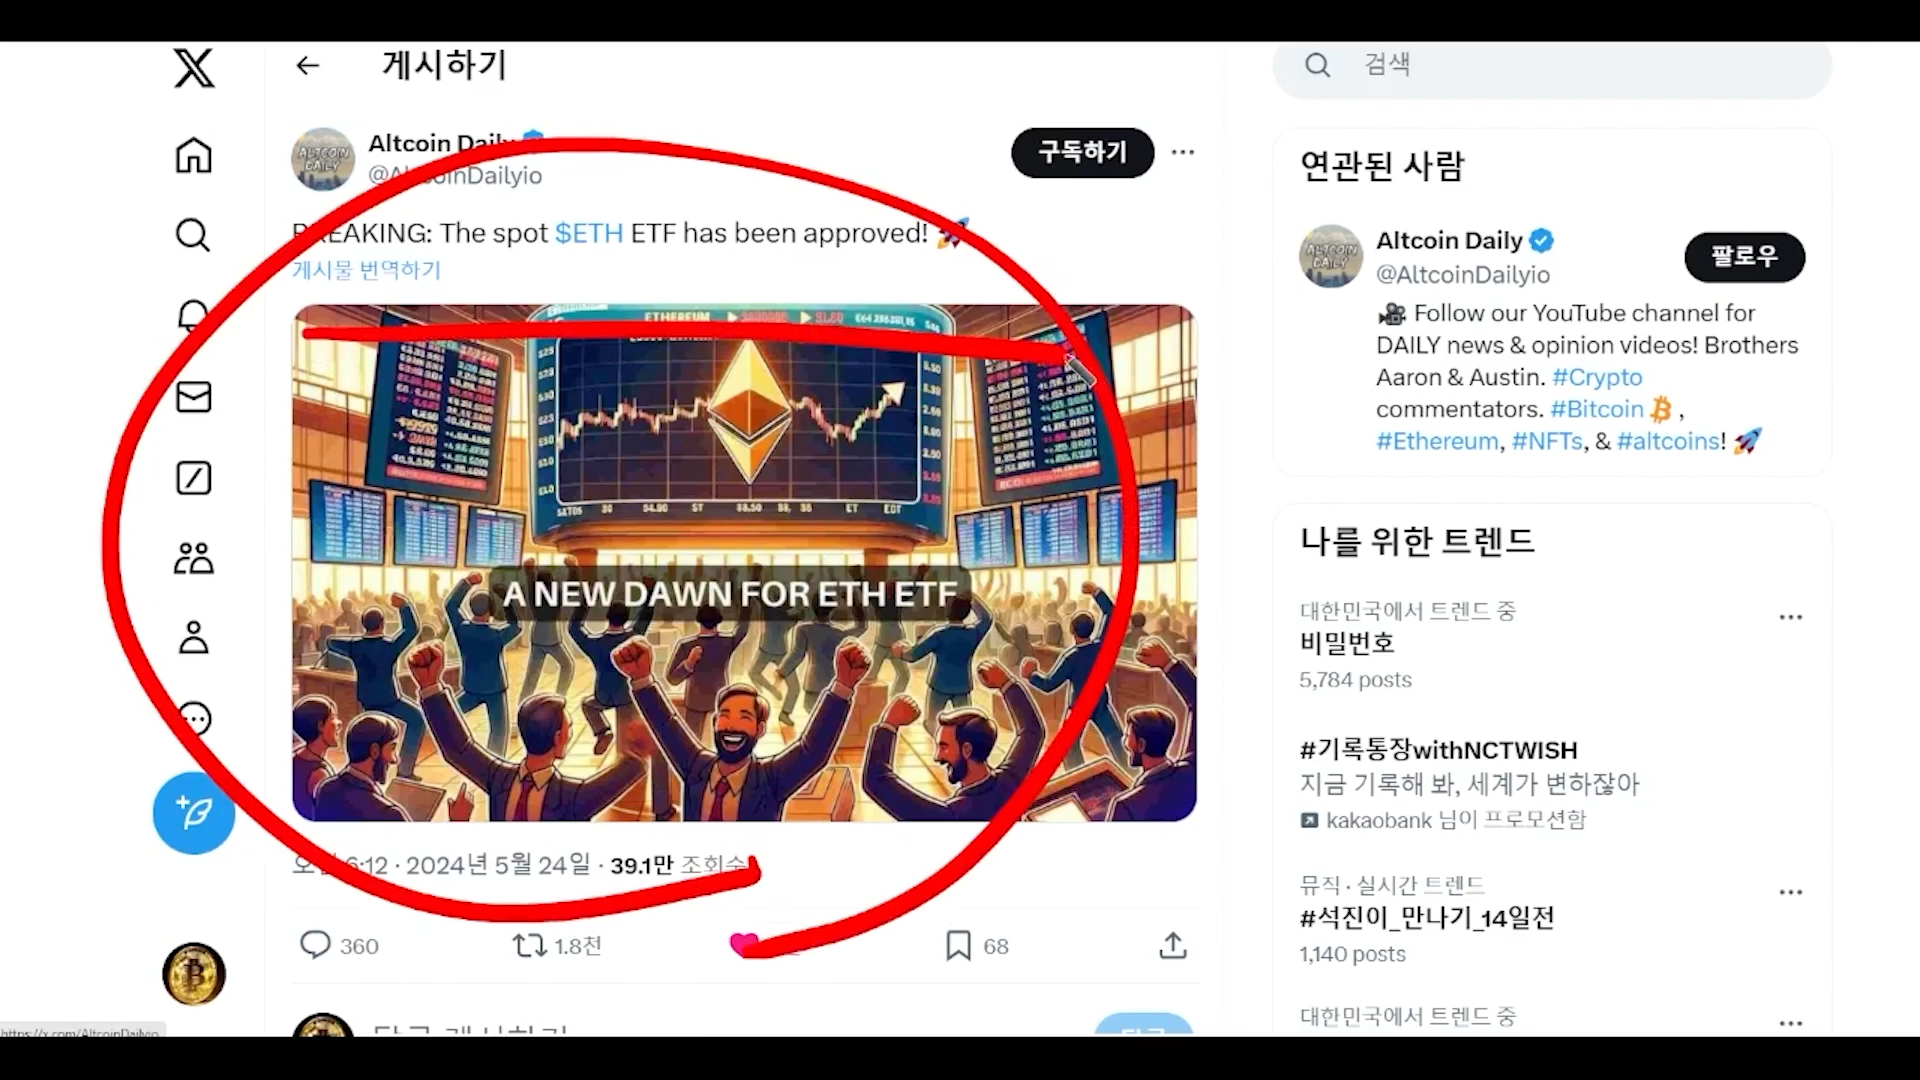 게시하기
검색
Altcoin Daily
@AltcoinDailyio
구독하기
BREAKING: The spot $ETH ETF has been approved! 🚀
게시물 번역하기
ETHEREUM
A NEW DAWN FOR ETH ETF
6:12 · 2024년 5월 24일 · 39.1만 조회수
360
1.8천
68
연관된 사람
Altcoin Daily
@AltcoinDailyio
팔로우
🎥 Follow our YouTube channel for
DAILY news & opinion videos! Brothers
Aaron & Austin. #Crypto
commentators. #Bitcoin ,
#Ethereum, #NFTs, & #altcoins! 🚀
나를 위한 트렌드
대한민국에서 트렌드 중
비밀번호
5,784 posts
#기록통장withNCTWISH
지금 기록해 봐, 세계가 변하잖아
kakaobank 님이 프로모션함
뮤직 · 실시간 트렌드
#석진이_만나기_14일전
1,140 posts
대한민국에서 트렌드 중
https://x.com/AltcoinDailyio